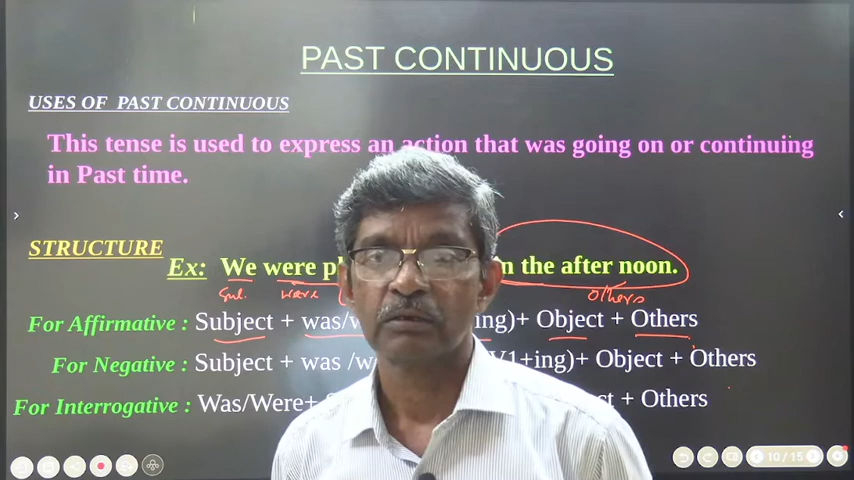 PAST CONTINUOUS
USES OF PAST CONTINUOUS
This tense is used to express an action that was going on or continuing
in Past time.
STRUCTURE
Ex: We were the after noon.
Sub. were others
For Affirmative : Subject + was/ ing)+ Object + Others
For Negative : Subject + was /w V1+ing)+ Object + Others
For Interrogative : Was/Were+ + Others
10 / 15